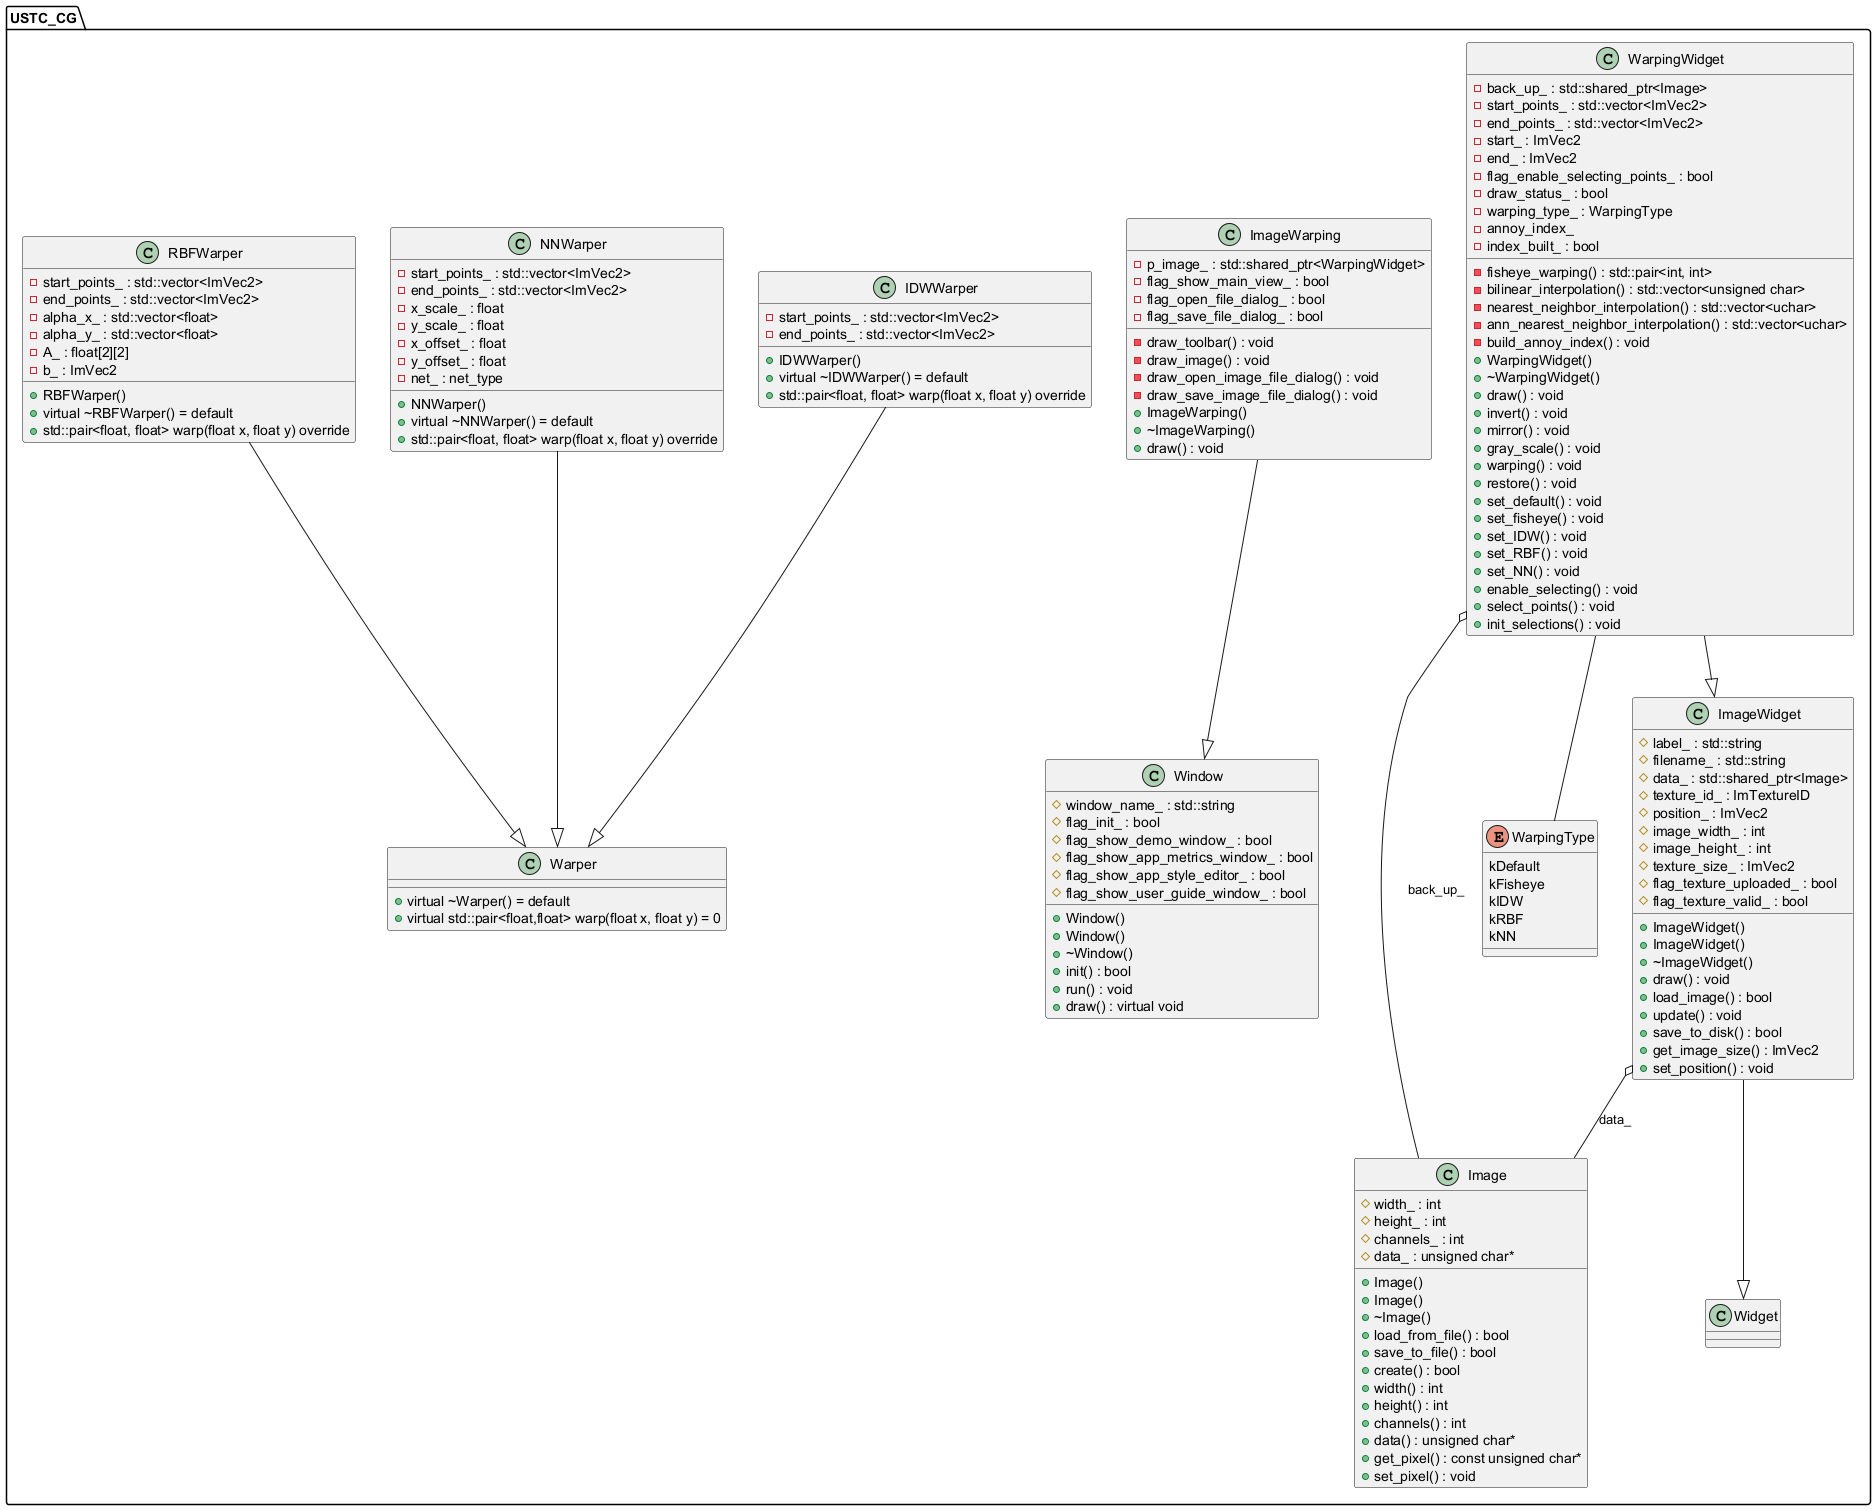 USTC_CG
WarpingWidget
back_up_ : std::shared_ptr<Image>
start_points_ : std::vector<ImVec2>
end_points_ : std::vector<ImVec2>
start_ : ImVec2
end_ : ImVec2
flag_enable_selecting_points_ : bool
draw_status_ : bool
warping_type_ : WarpingType
annoy_index_
index_built_ : bool
fisheye_warping() : std::pair<int, int>
bilinear_interpolation() : std::vector<unsigned char>
nearest_neighbor_interpolation() : std::vector<uchar>
ann_nearest_neighbor_interpolation() : std::vector<uchar>
build_annoy_index() : void
WarpingWidget()
~WarpingWidget()
draw() : void
invert() : void
mirror() : void
gray_scale() : void
warping() : void
restore() : void
set_default() : void
set_fisheye() : void
set_IDW() : void
set_RBF() : void
set_NN() : void
enable_selecting() : void
select_points() : void
init_selections() : void
RBFWarper
start_points_ : std::vector<ImVec2>
end_points_ : std::vector<ImVec2>
alpha_x_ : std::vector<float>
alpha_y_ : std::vector<float>
A_ : float[2][2]
b_ : ImVec2
RBFWarper()
virtual ~RBFWarper() = default
std::pair<float, float> warp(float x, float y) override
NNWarper
start_points_ : std::vector<ImVec2>
end_points_ : std::vector<ImVec2>
x_scale_ : float
y_scale_ : float
x_offset_ : float
y_offset_ : float
net_ : net_type
NNWarper()
virtual ~NNWarper() = default
std::pair<float, float> warp(float x, float y) override
IDWWarper
start_points_ : std::vector<ImVec2>
end_points_ : std::vector<ImVec2>
IDWWarper()
virtual ~IDWWarper() = default
std::pair<float, float> warp(float x, float y) override
ImageWarping
p_image_ : std::shared_ptr<WarpingWidget>
flag_show_main_view_ : bool
flag_open_file_dialog_ : bool
flag_save_file_dialog_ : bool
draw_toolbar() : void
draw_image() : void
draw_open_image_file_dialog() : void
draw_save_image_file_dialog() : void
ImageWarping()
~ImageWarping()
draw() : void
Warper
virtual ~Warper() = default
virtual std::pair<float,float> warp(float x, float y) = 0
Window
window_name_ : std::string
flag_init_ : bool
flag_show_demo_window_ : bool
flag_show_app_metrics_window_ : bool
flag_show_app_style_editor_ : bool
flag_show_user_guide_window_ : bool
Window()
Window()
~Window()
init() : bool
run() : void
draw() : virtual void
back_up_
WarpingType
kDefault
kFisheye
kIDW
kRBF
kNN
ImageWidget
label_ : std::string
filename_ : std::string
data_ : std::shared_ptr<Image>
texture_id_ : ImTextureID
position_ : ImVec2
image_width_ : int
image_height_ : int
texture_size_ : ImVec2
flag_texture_uploaded_ : bool
flag_texture_valid_ : bool
ImageWidget()
ImageWidget()
~ImageWidget()
draw() : void
load_image() : bool
update() : void
save_to_disk() : bool
get_image_size() : ImVec2
set_position() : void
data_
Image
width_ : int
height_ : int
channels_ : int
data_ : unsigned char*
Image()
Image()
~Image()
load_from_file() : bool
save_to_file() : bool
create() : bool
width() : int
height() : int
channels() : int
data() : unsigned char*
get_pixel() : const unsigned char*
set_pixel() : void
Widget